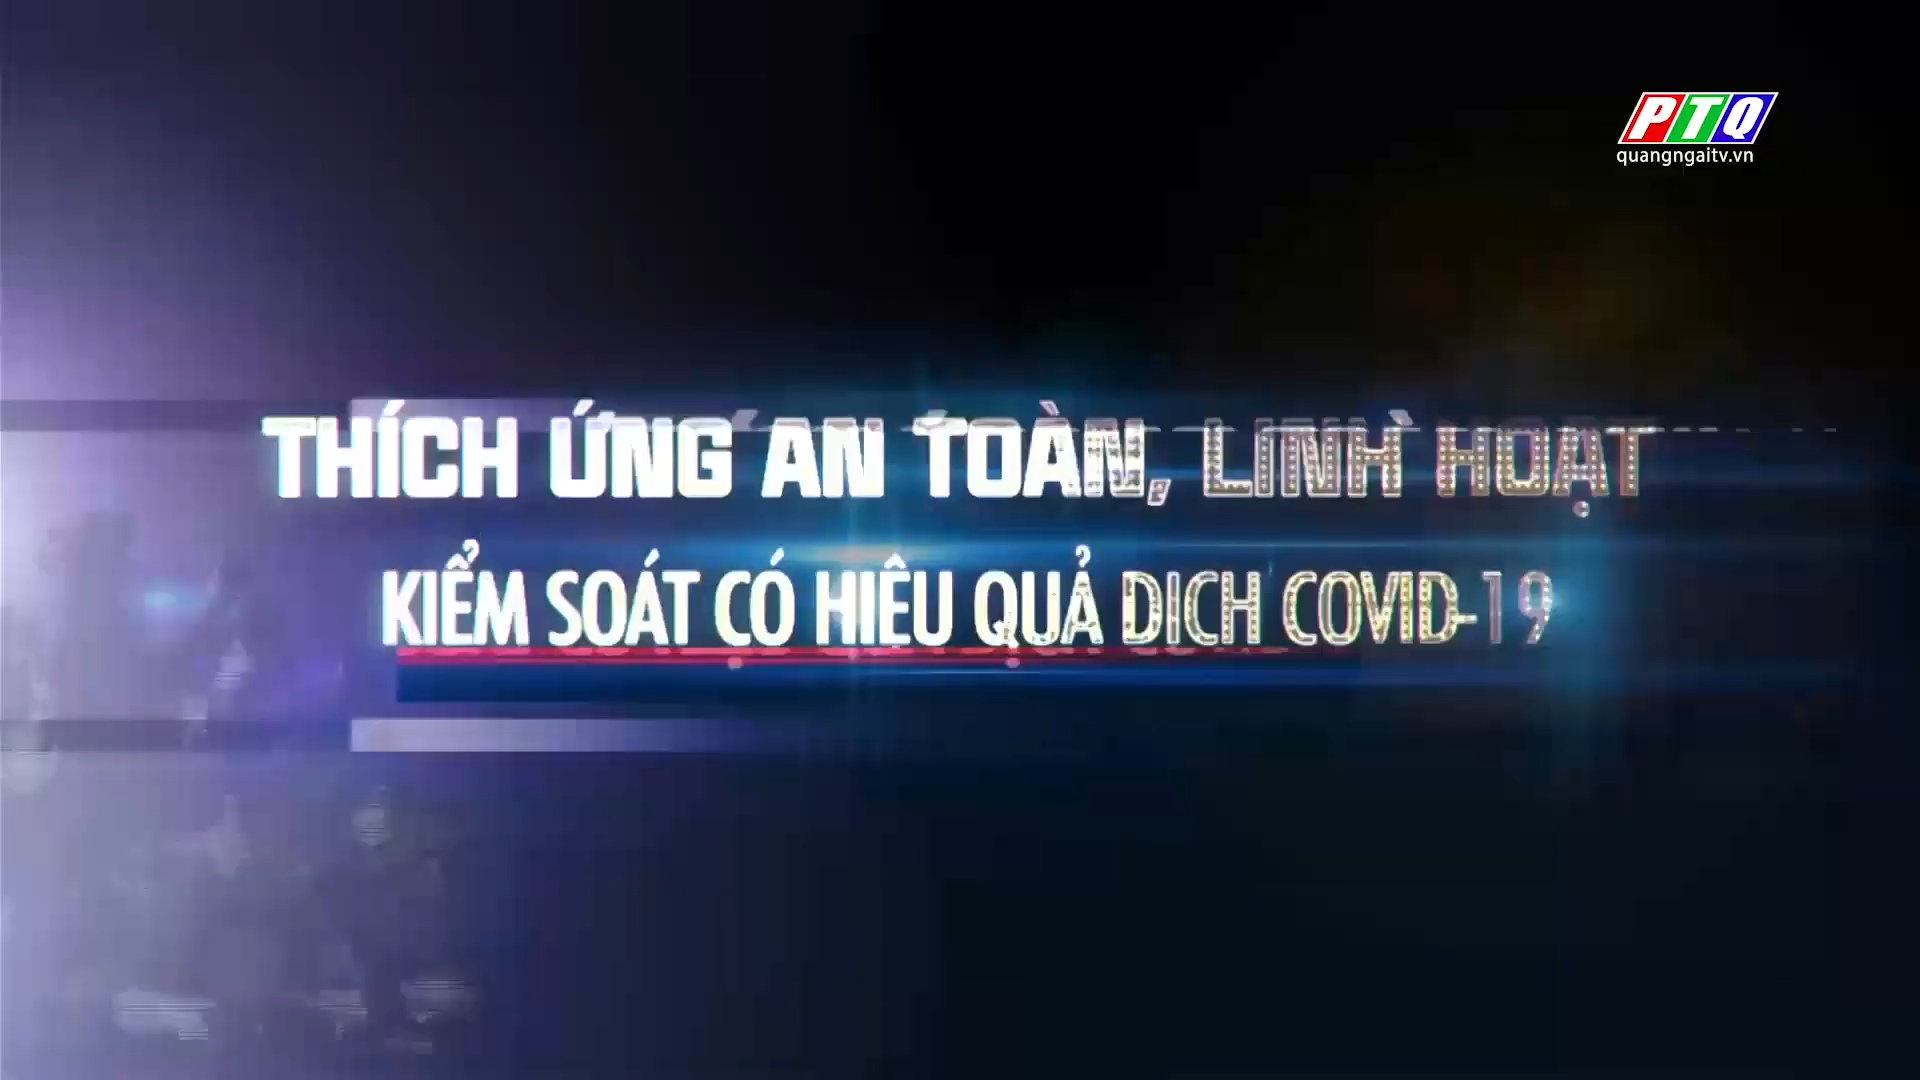 PTQ
quangngaitv.vn
THÍCH ỨNG AN TOÀN, LINH HOẠT
KIỂM SOÁT CÓ HIỆU QUẢ DỊCH COVID-19